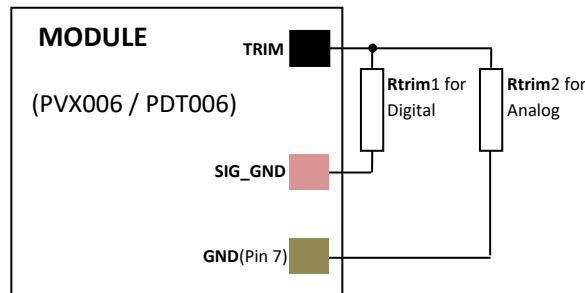 MODULE
TRIM
(PVX006 / PDT006)
Rtrim1 for
Digital
Rtrim2 for
Analog
SIG_GND
GND(Pin 7)